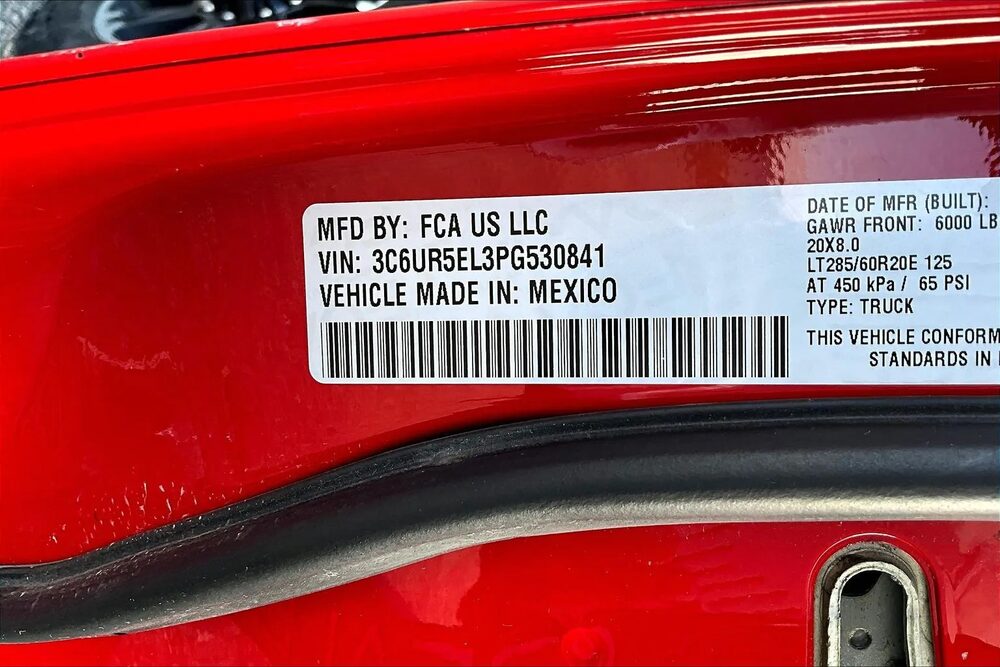 MFD BY: FCA US LLC
VIN: 3C6UR5EL3PG530841
VEHICLE MADE IN: MEXICO
DATE OF MFR (BUILT):
GAWR FRONT: 6000 LB
20X8.0
LT285/60R20E 125
AT 450 kPa / 65 PSI
TYPE: TRUCK
THIS VEHICLE CONFORM
STANDARDS IN